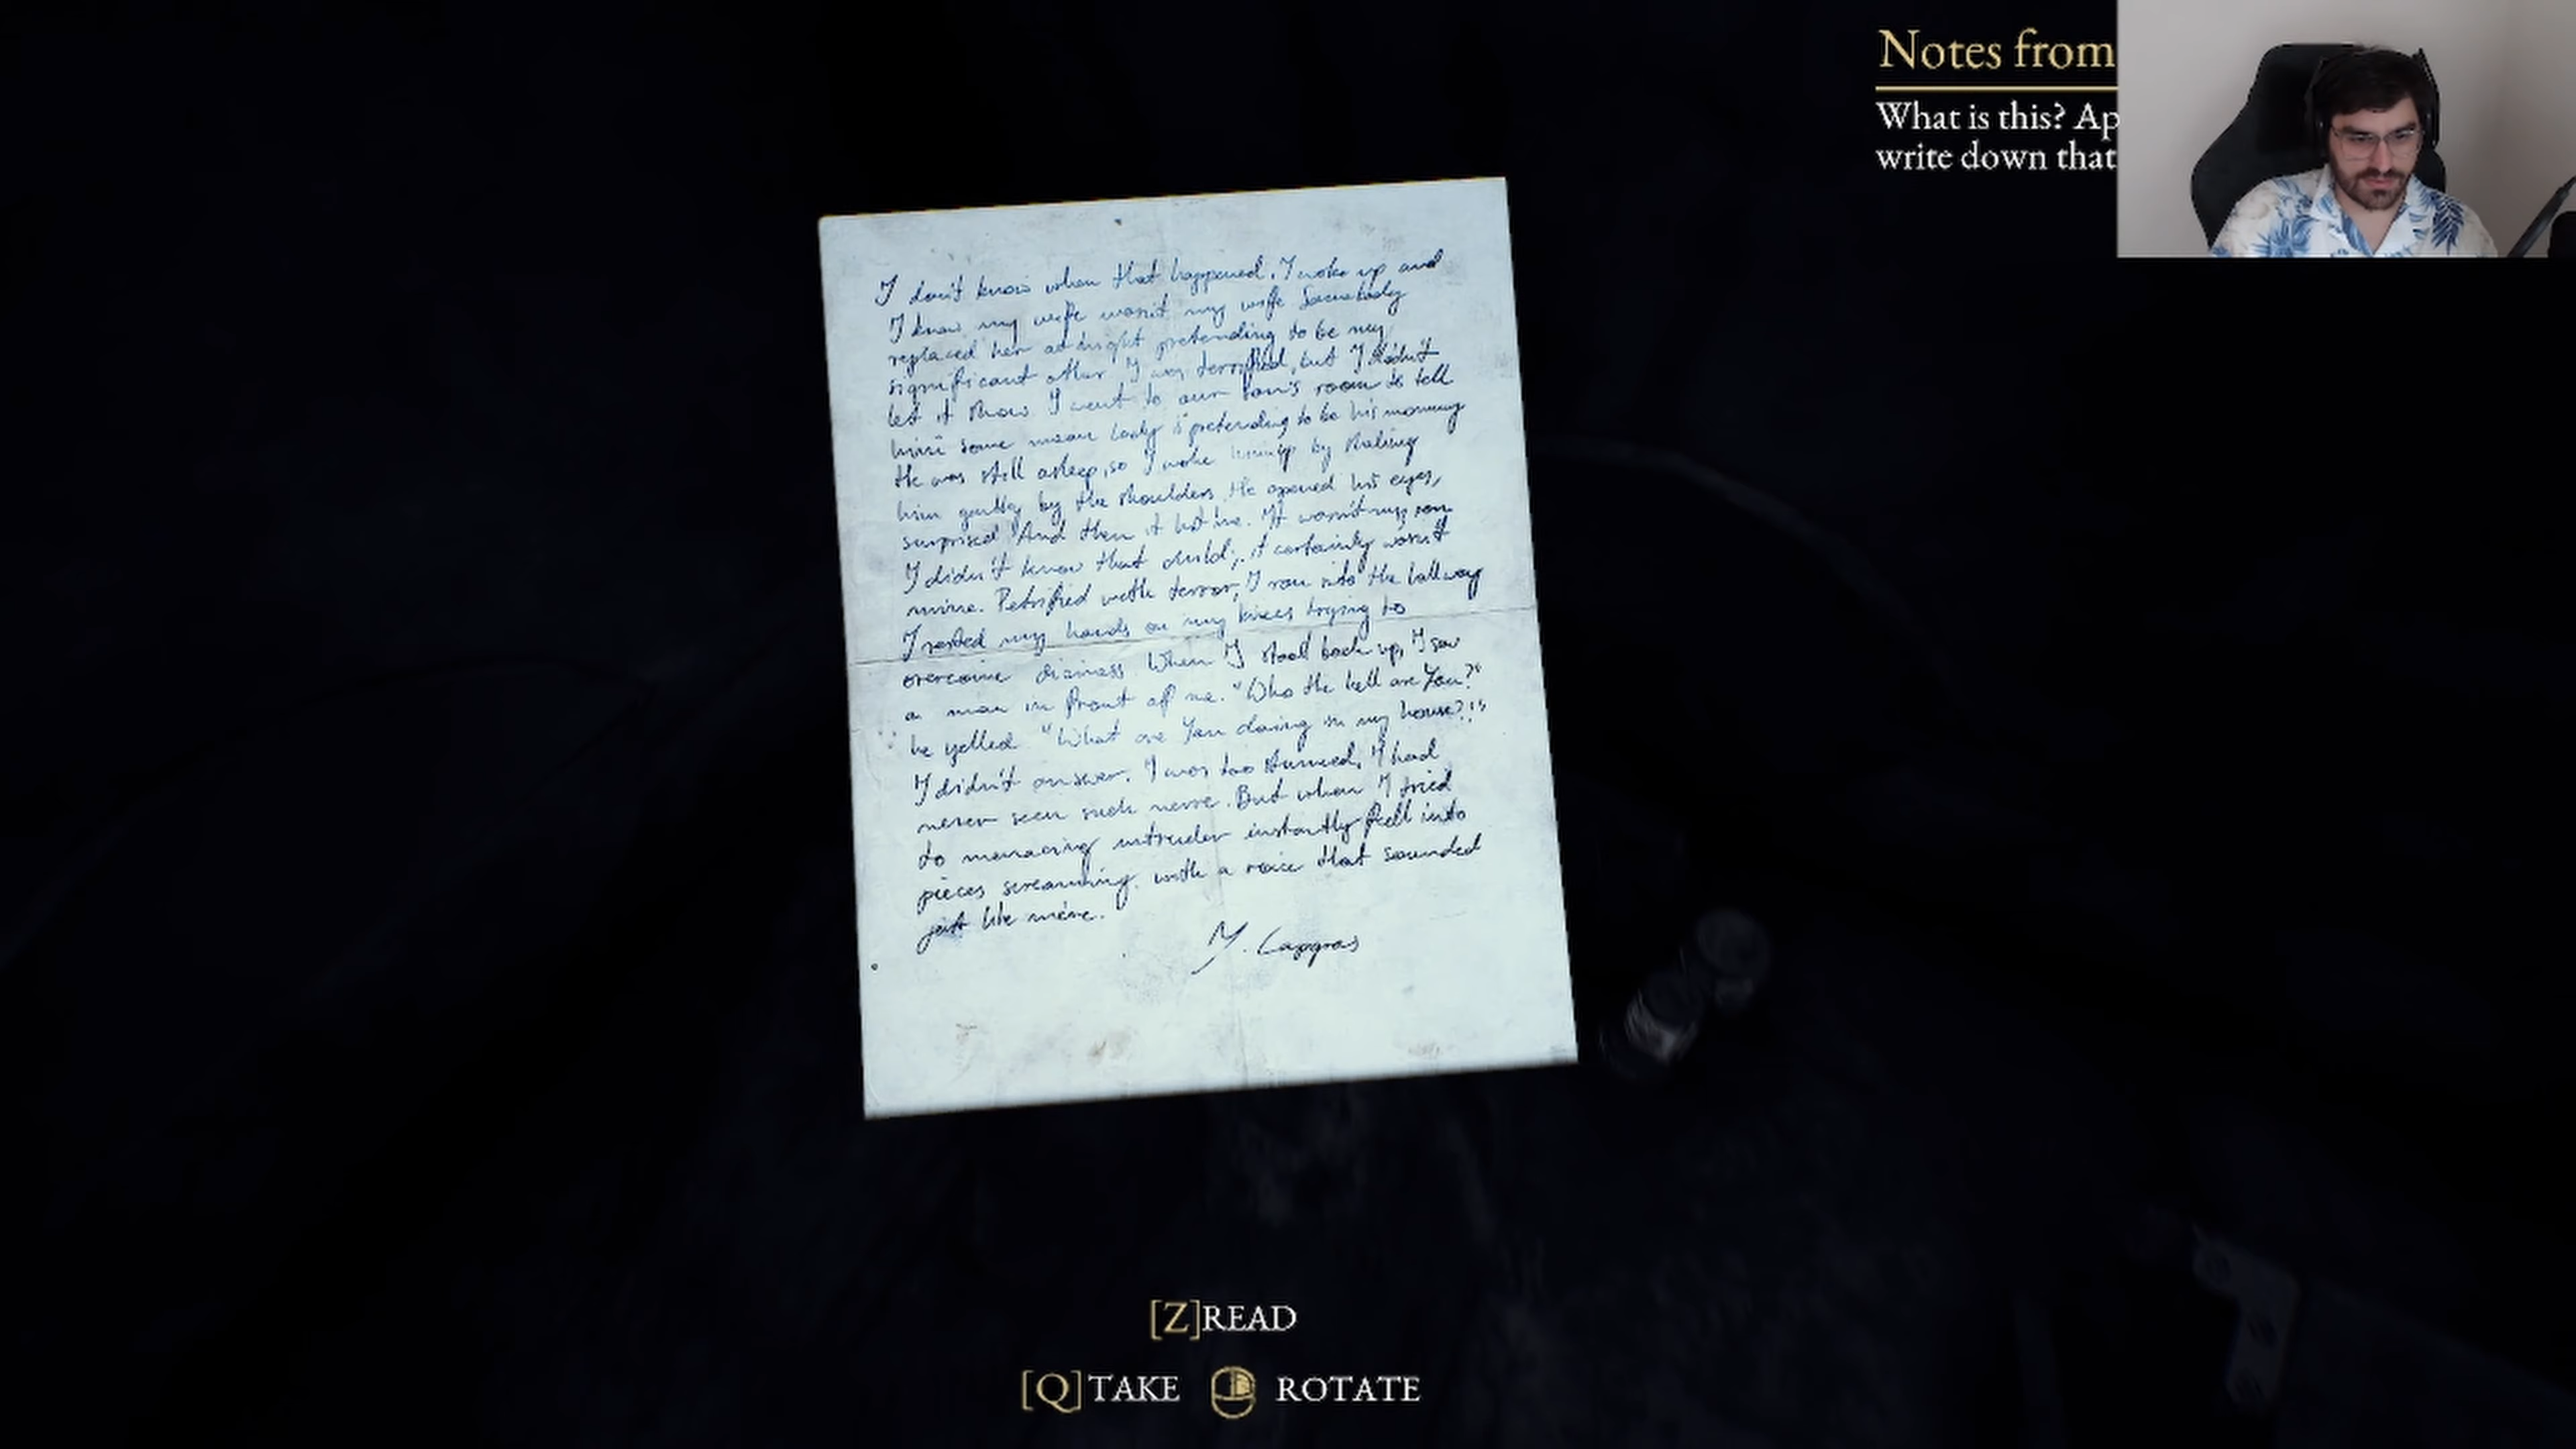 Notes from
What is this? Ap
write down that
I don't know when that happened. I woke up and
I knew my wife wasn't my wife Somebody
replaced her at night pretending to be my
significant other I was terrified, but I didn't
let it show I went to our son's room to tell
him some mean lady is pretending to be his mommy
He was still asleep, so I woke him up by shaking
him gently by the shoulders. He opened his eyes,
surprised! And then it hit me. It wasn't my son
I didn't know that child; it certainly wasn't
mine. Petrified with terror, I ran into the hallway
I rested my hands on my knees trying to
overcome dizziness When I stood back up, I saw
a man in front of me. "Who the hell are You?"
he yelled. "What are You doing in my house?!"
I didn't answer. I was too stunned, I had
never seen such nerve. But when I tried
to menacing intruder instantly fell into
pieces screaming with a voice that sounded
just like mine.
Capgras
[Z] READ
[Q] TAKE ROTATE